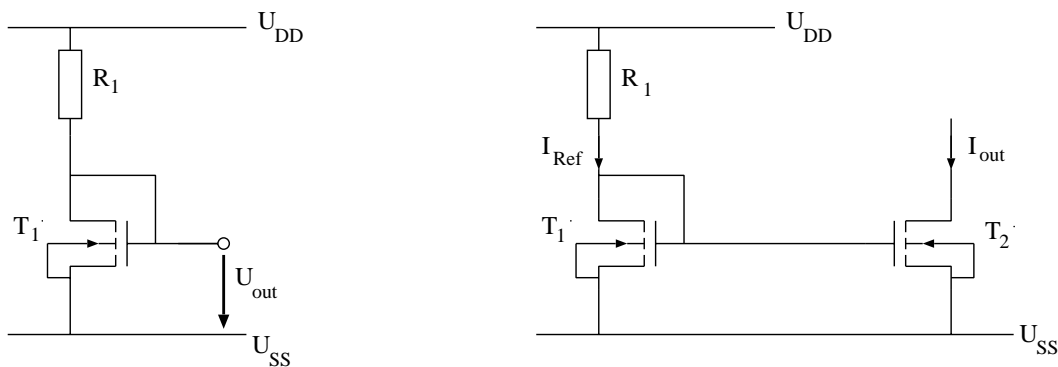 U_DD
R_1
T_1
U_out
U_SS
U_DD
R_1
I_Ref
I_out
T_1
T_2
U_SS